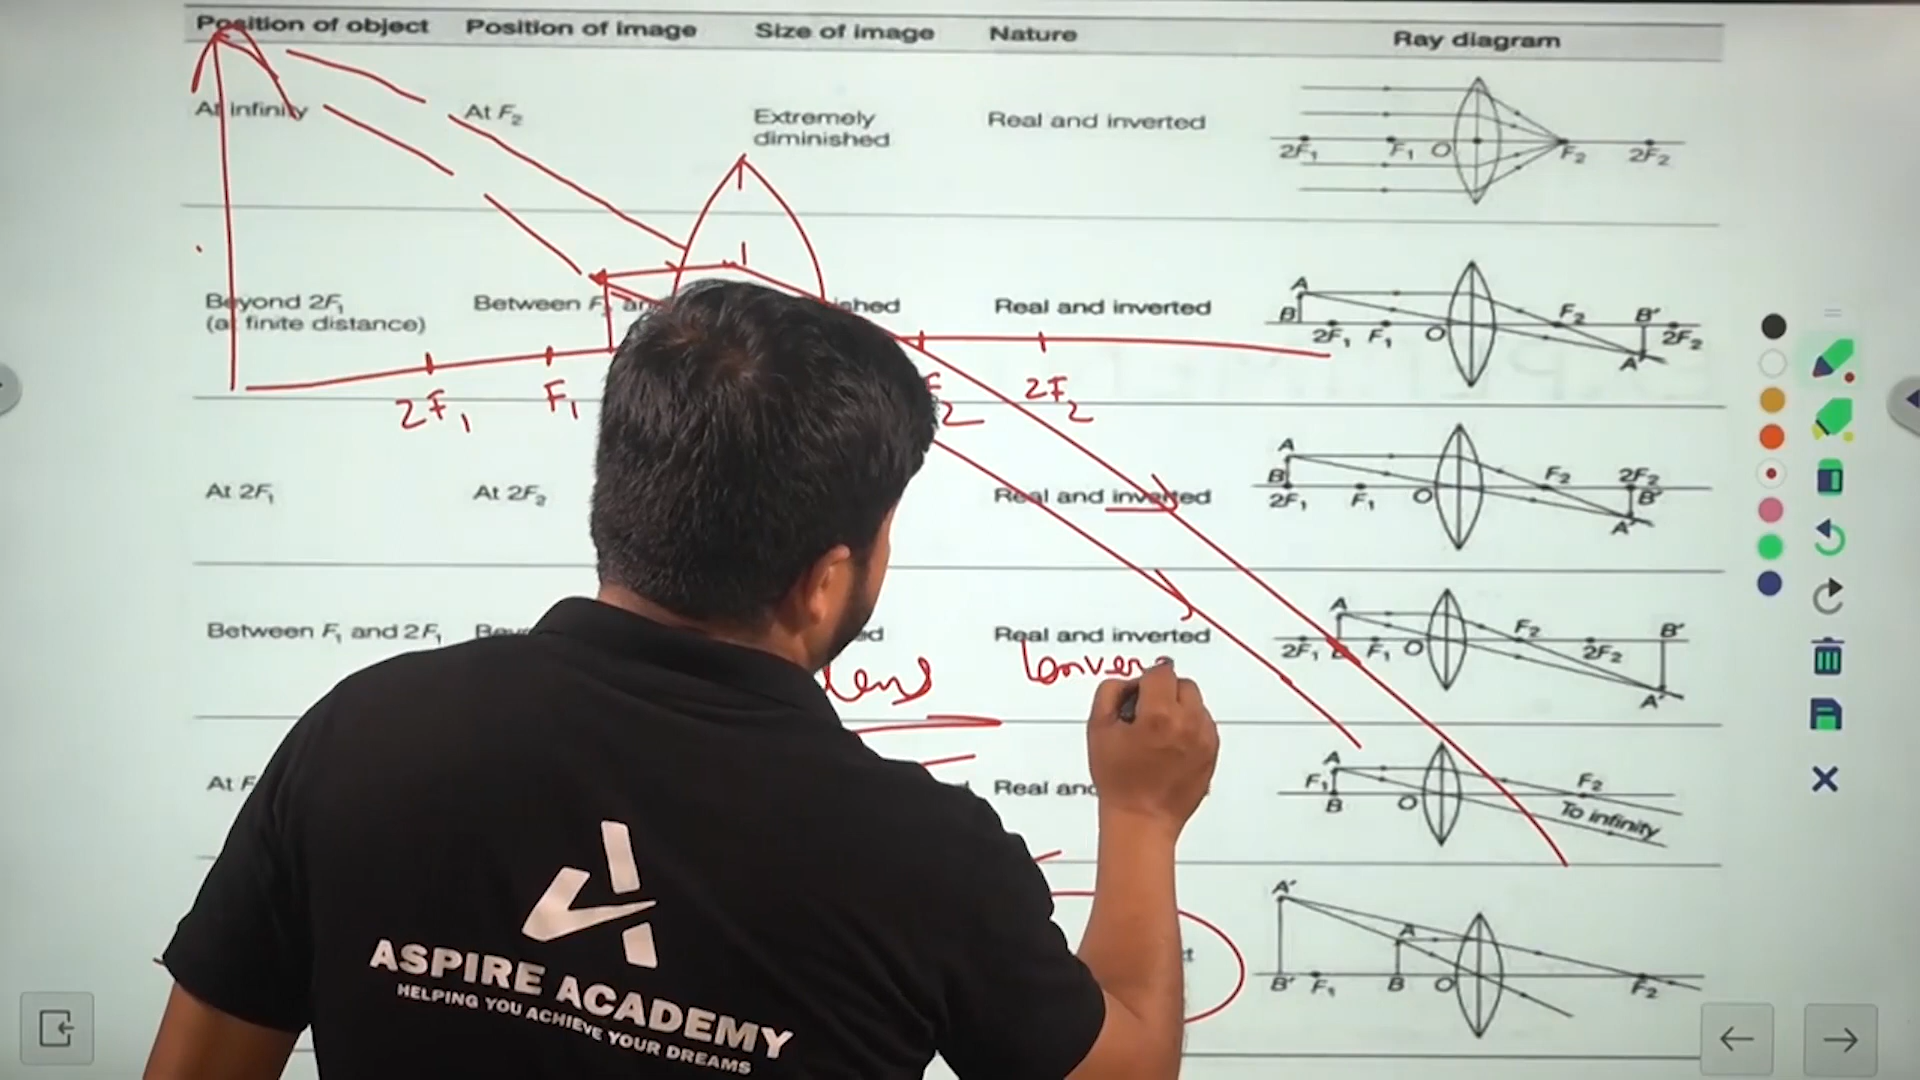 Position of object Position of image Size of image Nature Ray diagram
At infinity At F₂ Extremely diminished Real and inverted
2F₁ F₁ O F₂ 2F₂
Beyond 2F₁ (at finite distance) Between F₂ Real and inverted
A B 2F₁ F₁ O F₂ B' 2F₂ A'
2F₁ F₁ 2F₂
At 2F₁ At 2F₂ Real and inverted
A B 2F₁ F₁ O F₂ 2F₂ B' A'
Between F₁ and 2F₁ Real and inverted
A 2F₁ F₁ O F₂ 2F₂ B' A'
lens
At Real
A F₁ B O F₂ To infinity
A' A B' F₁ B O F₂
ASPIRE ACADEMY
HELPING YOU ACHIEVE YOUR DREAMS